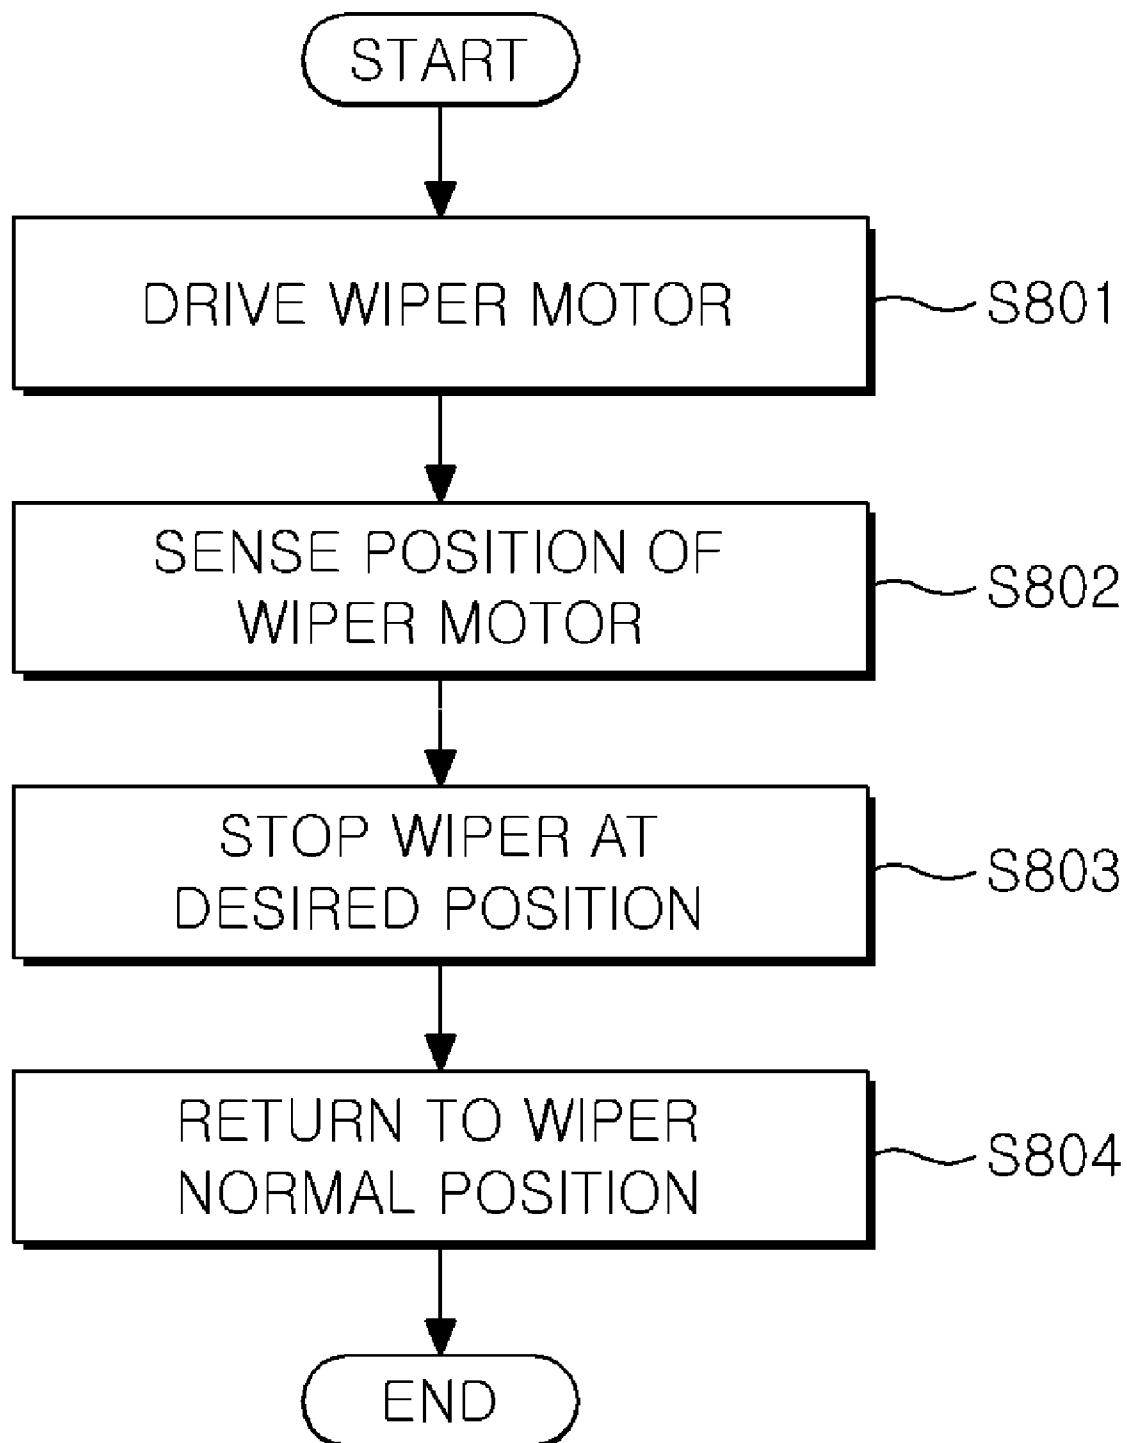 START
DRIVE WIPER MOTOR
S801
SENSE POSITION OF
WIPER MOTOR
S802
STOP WIPER AT
DESIRED POSITION
S803
RETURN TO WIPER
NORMAL POSITION
S804
END